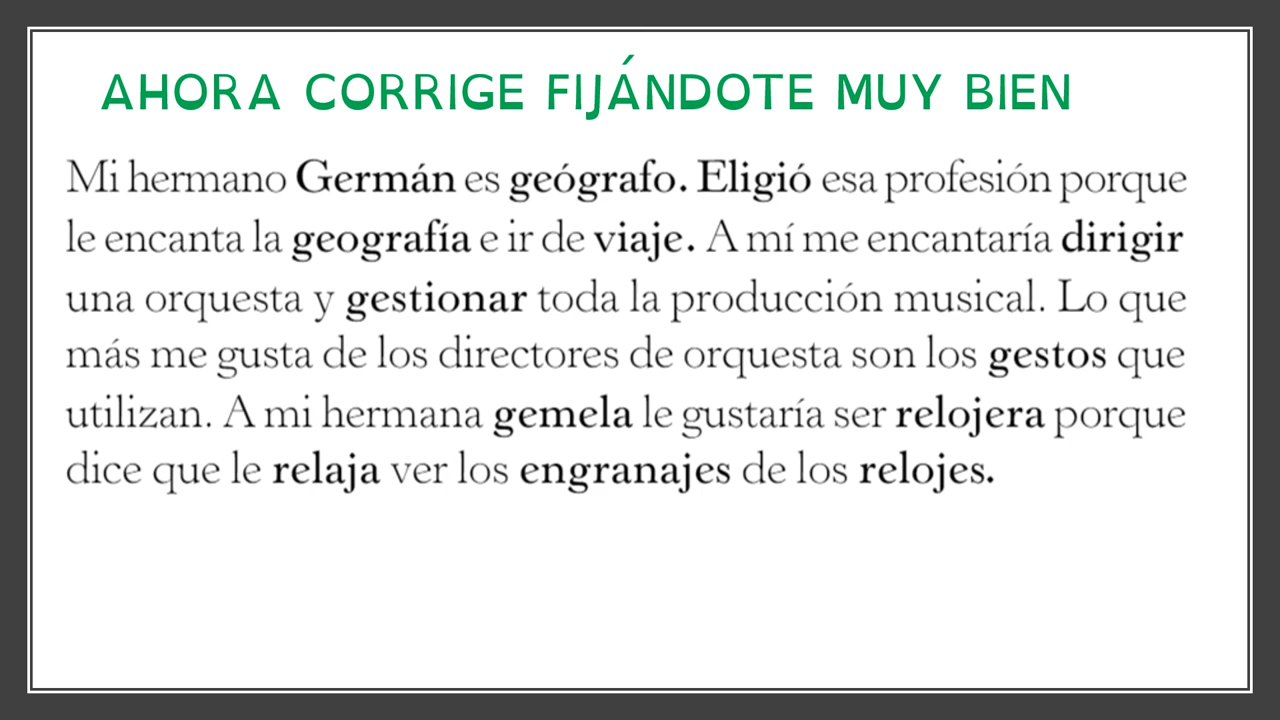 AHORA CORRIGE FIJÁNDOTE MUY BIEN
Mi hermano Germán es geógrafo. Eligió esa profesión porque
le encanta la geografía e ir de viaje. A mí me encantaría dirigir
una orquesta y gestionar toda la producción musical. Lo que
más me gusta de los directores de orquesta son los gestos que
utilizan. A mi hermana gemela le gustaría ser relojera porque
dice que le relaja ver los engranajes de los relojes.